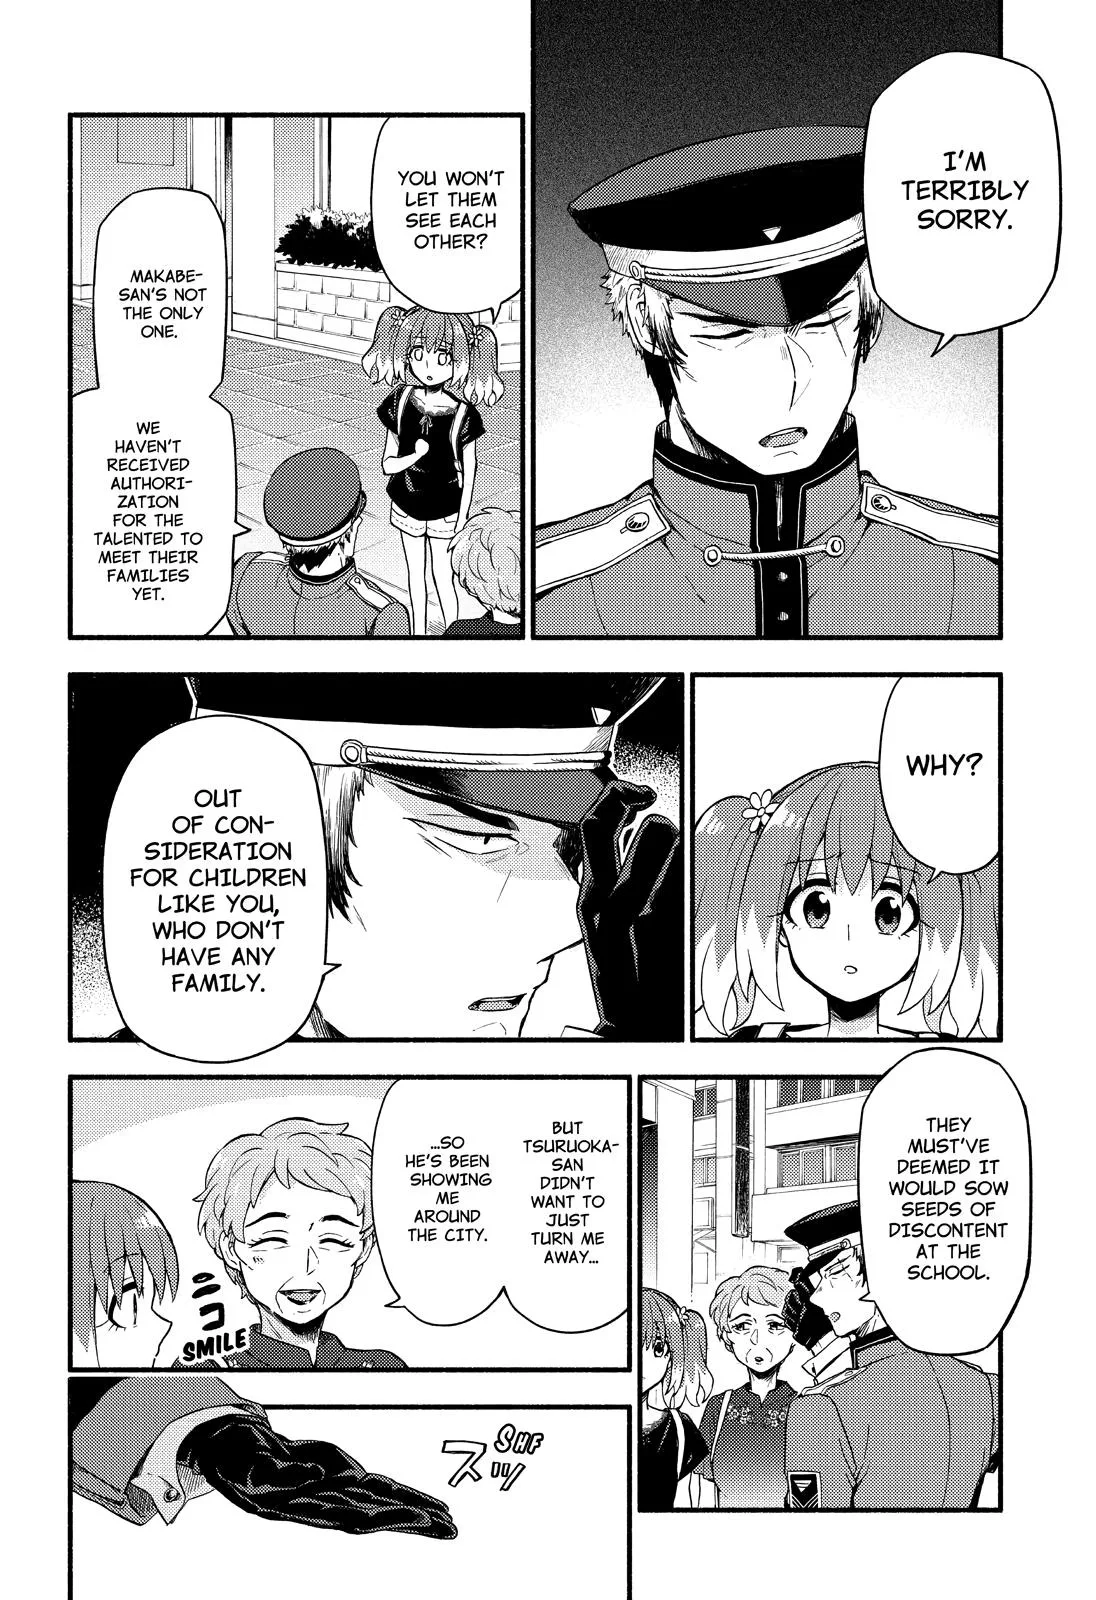 I'M
TERRIBLY
SORRY.
YOU WON'T
LET THEM
SEE EACH
OTHER?
MAKABE-
SAN'S NOT
THE ONLY
ONE.
WE
HAVEN'T
RECEIVED
AUTHORI-
ZATION
FOR THE
TALENTED TO
MEET THEIR
FAMILIES
YET.
WHY?
OUT
OF CON-
SIDERATION
FOR CHILDREN
LIKE YOU,
WHO DON'T
HAVE ANY
FAMILY.
THEY
MUST'VE
DEEMED IT
WOULD SOW
SEEDS OF
DISCONTENT
AT THE
SCHOOL.
BUT
TSURUOKA-
SAN
DIDN'T
WANT TO
JUST
TURN ME
AWAY...
...SO
HE'S BEEN
SHOWING
ME
AROUND
THE CITY.
ニコ
SMILE
SHF
スッ